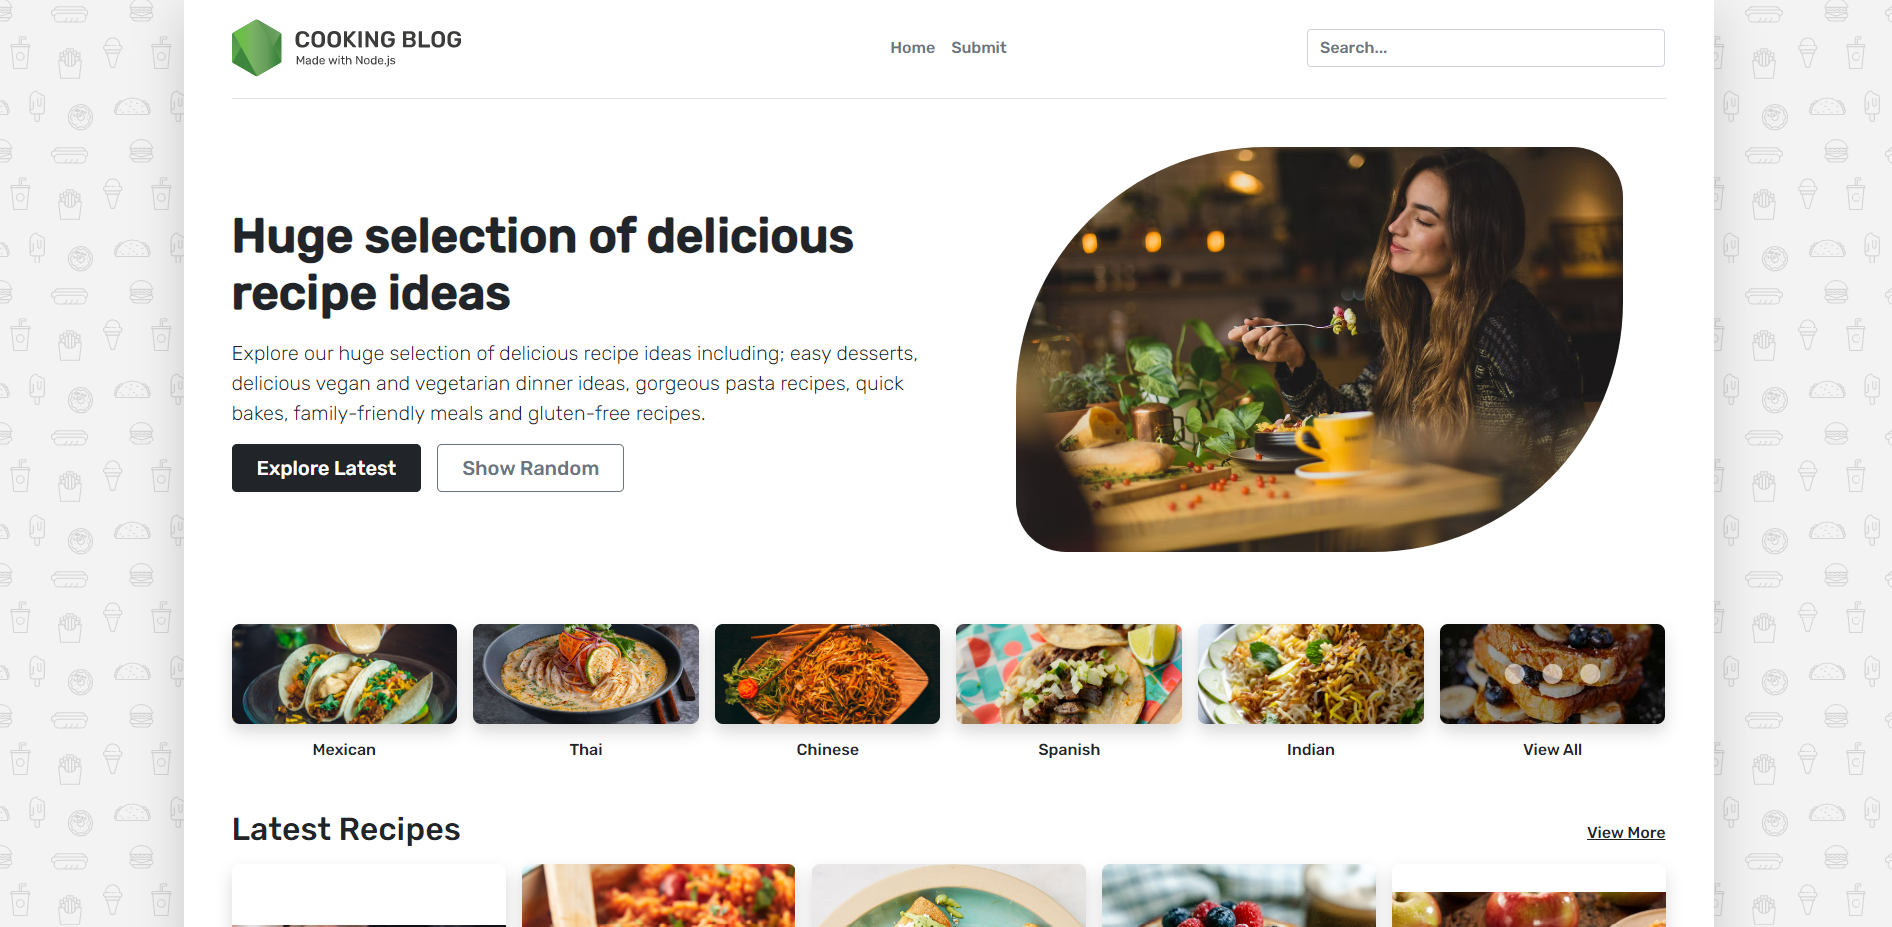 COOKING BLOG
Made with Node.js
Home Submit
Search...
Huge selection of delicious
recipe ideas
Explore our huge selection of delicious recipe ideas including; easy desserts,
delicious vegan and vegetarian dinner ideas, gorgeous pasta recipes, quick
bakes, family-friendly meals and gluten-free recipes.
Explore Latest Show Random
Mexican Thai Chinese Spanish Indian View All
Latest Recipes
View More